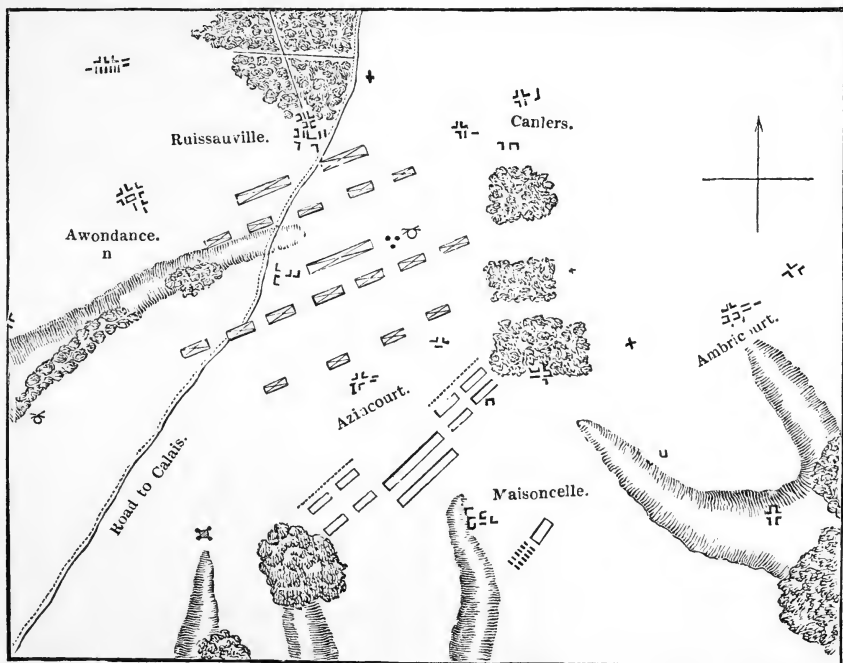 Ruissauville.
Canlers.
Awondance.
Ambricourt.
Azincourt.
Maisoncelle.
Road to Calais.